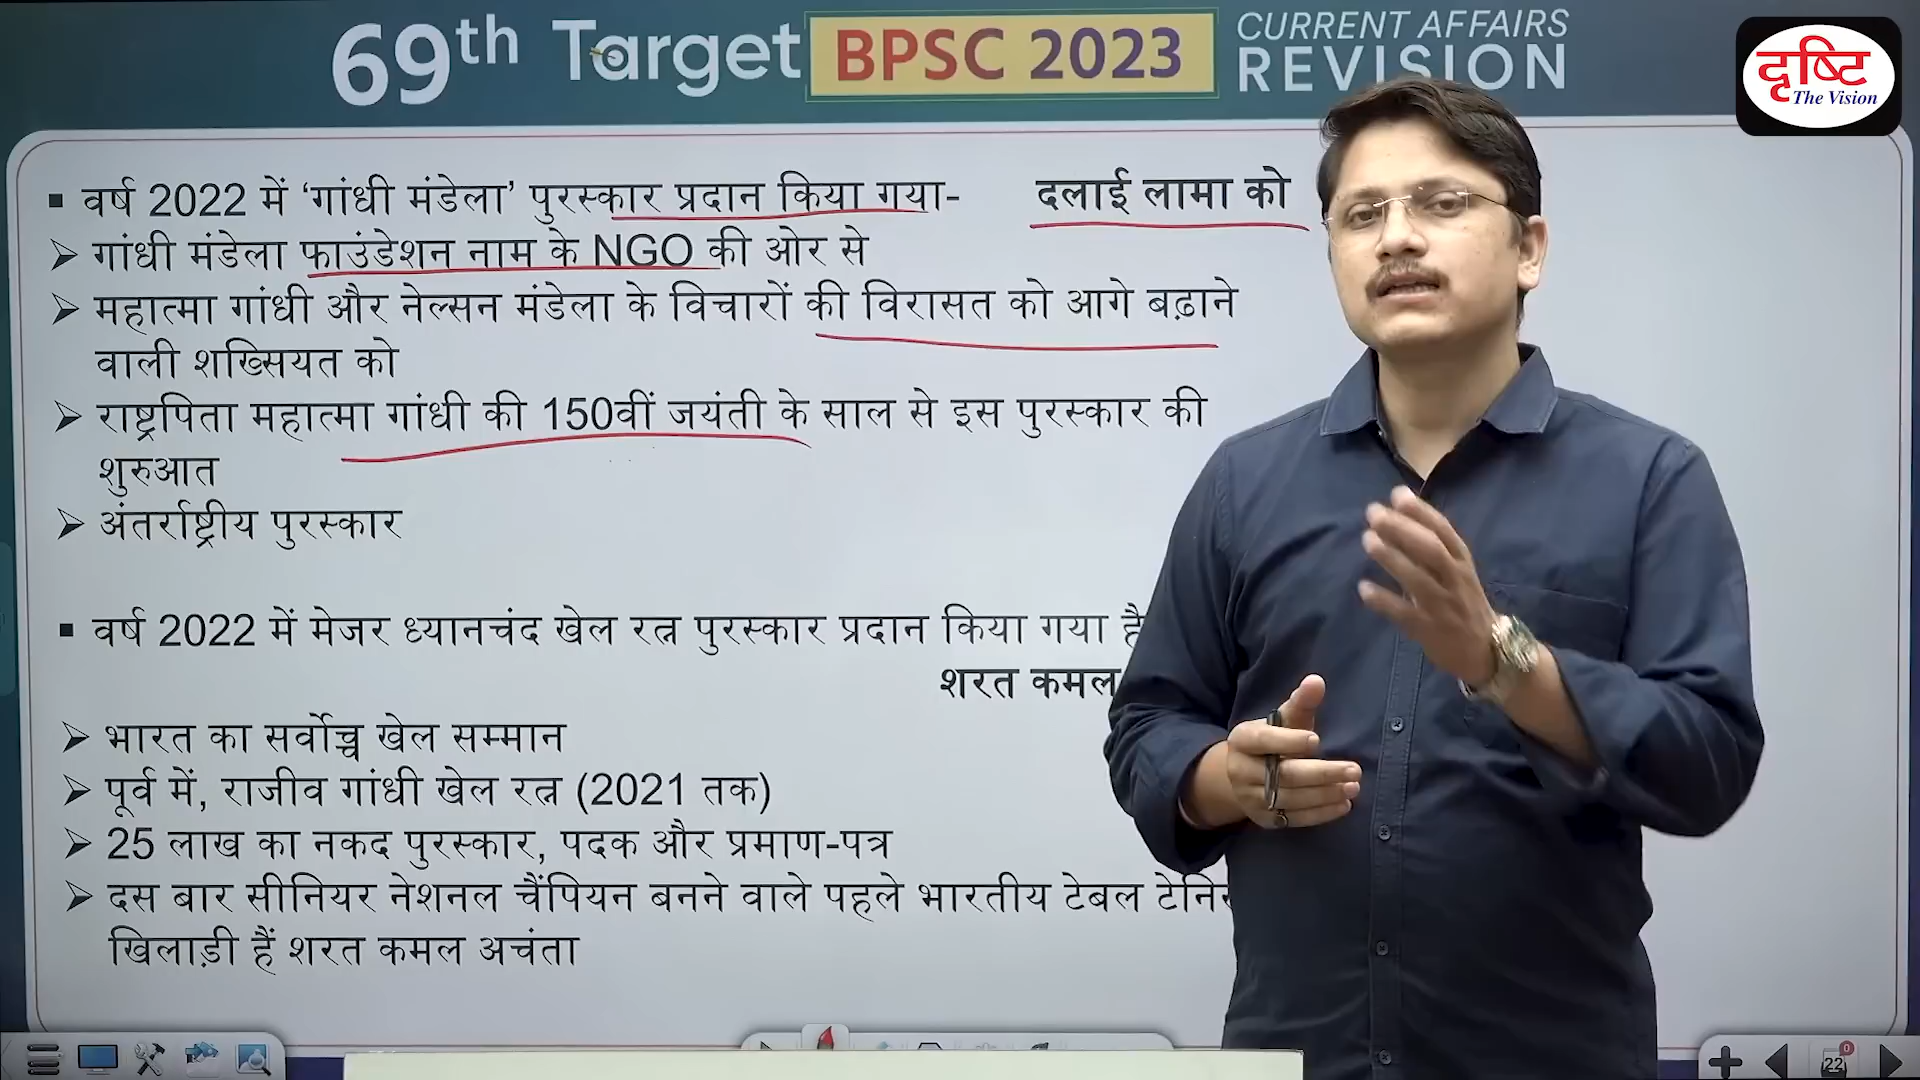 69th Target BPSC 2023 CURRENT AFFAIRS
REVISION
दृष्टि
The Vision
▪ वर्ष 2022 में ‘गांधी मंडेला’ पुरस्कार प्रदान किया गया- दलाई लामा को
➢ गांधी मंडेला फाउंडेशन नाम के NGO की ओर से
➢ महात्मा गांधी और नेल्सन मंडेला के विचारों की विरासत को आगे बढ़ाने
वाली शख्सियत को
➢ राष्ट्रपिता महात्मा गांधी की 150वीं जयंती के साल से इस पुरस्कार की
शुरुआत
➢ अंतर्राष्ट्रीय पुरस्कार
▪ वर्ष 2022 में मेजर ध्यानचंद खेल रत्न पुरस्कार प्रदान किया गया है
शरत कमल
➢ भारत का सर्वोच्च खेल सम्मान
➢ पूर्व में, राजीव गांधी खेल रत्न (2021 तक)
➢ 25 लाख का नकद पुरस्कार, पदक और प्रमाण-पत्र
➢ दस बार सीनियर नेशनल चैंपियन बनने वाले पहले भारतीय टेबल
खिलाड़ी हैं शरत कमल अचंता
22
0